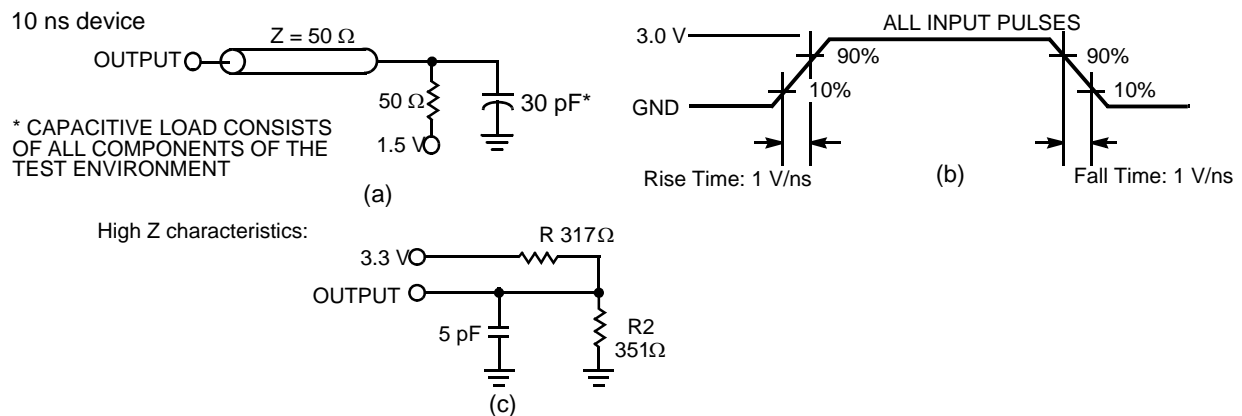 10 ns device
Z = 50 Ω
OUTPUT
50 Ω
30 pF*
1.5 V
* CAPACITIVE LOAD CONSISTS
OF ALL COMPONENTS OF THE
TEST ENVIRONMENT
(a)
ALL INPUT PULSES
3.0 V
90%
90%
10%
10%
GND
Rise Time: 1 V/ns
Fall Time: 1 V/ns
(b)
High Z characteristics:
R 317Ω
3.3 V
OUTPUT
5 pF
R2
351Ω
(c)